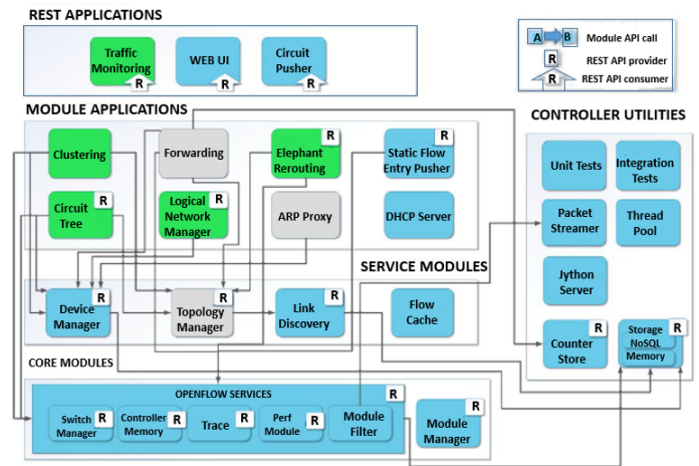 REST APPLICATIONS
Traffic
Monitoring
R
WEB UI
R
Circuit
Pusher
R
A
B
Module API call
R
REST API provider
R
REST API consumer
MODULE APPLICATIONS
Clustering
Forwarding
Elephant
Rerouting
R
Static Flow
Entry Pusher
R
Circuit
Tree
R
Logical
Network
Manager
R
ARP Proxy
DHCP Server
CONTROLLER UTILITIES
Unit Tests
Integration
Tests
Packet
Streamer
Thread
Pool
Jython
Server
Counter
Store
R
Storage
NoSQL
Memory
R
SERVICE MODULES
Device
Manager
R
Topology
Manager
R
Link
Discovery
R
Flow
Cache
CORE MODULES
OPENFLOW SERVICES
R
Switch
Manager
R
Controller
Memory
R
Trace
R
Perf
Module
R
Module
Filter
Module
Manager
R